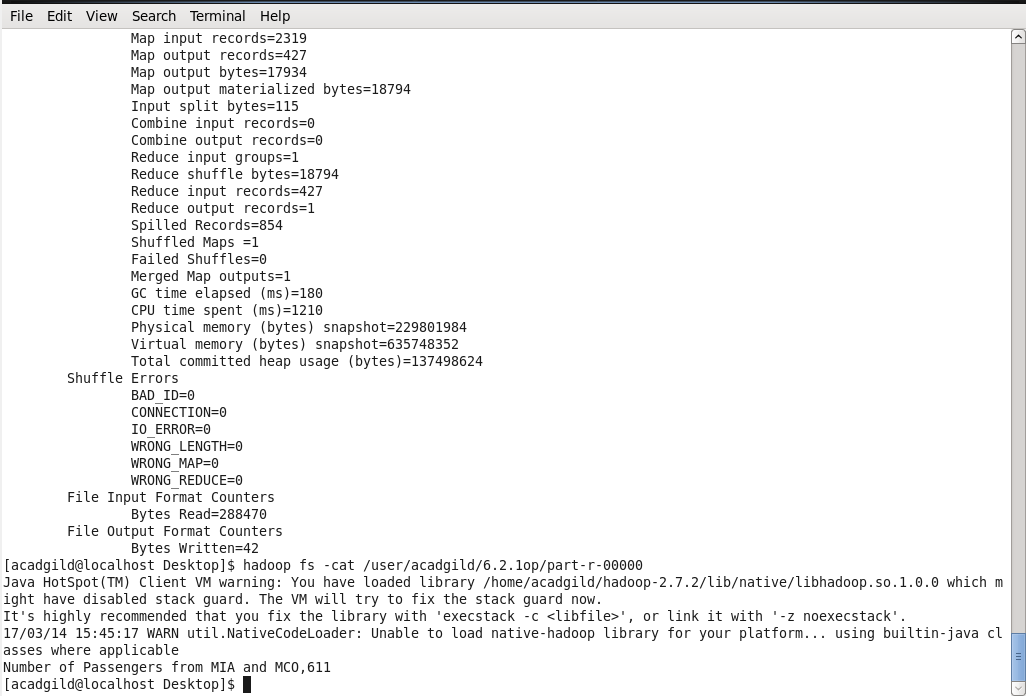 File Edit View Search Terminal Help
Map input records=2319
Map output records=427
Map output bytes=17934
Map output materialized bytes=18794
Input split bytes=115
Combine input records=0
Combine output records=0
Reduce input groups=1
Reduce shuffle bytes=18794
Reduce input records=427
Reduce output records=1
Spilled Records=854
Shuffled Maps =1
Failed Shuffles=0
Merged Map outputs=1
GC time elapsed (ms)=180
CPU time spent (ms)=1210
Physical memory (bytes) snapshot=229801984
Virtual memory (bytes) snapshot=635748352
Total committed heap usage (bytes)=137498624
Shuffle Errors
BAD_ID=0
CONNECTION=0
IO_ERROR=0
WRONG_LENGTH=0
WRONG_MAP=0
WRONG_REDUCE=0
File Input Format Counters
Bytes Read=288470
File Output Format Counters
Bytes Written=42
[acadgild@localhost Desktop]$ hadoop fs -cat /user/acadgild/6.2.1op/part-r-00000
Java HotSpot(TM) Client VM warning: You have loaded library /home/acadgild/hadoop-2.7.2/lib/native/libhadoop.so.1.0.0 which m
ight have disabled stack guard. The VM will try to fix the stack guard now.
It's highly recommended that you fix the library with 'execstack -c <libfile>', or link it with '-z noexecstack'.
17/03/14 15:45:17 WARN util.NativeCodeLoader: Unable to load native-hadoop library for your platform... using builtin-java cl
asses where applicable
Number of Passengers from MIA and MCO,611
[acadgild@localhost Desktop]$